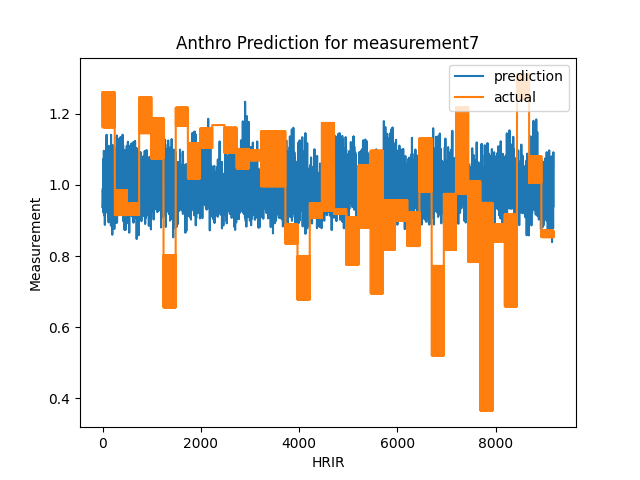 Anthro Prediction for measurement7
prediction
actual
Measurement
1.2
1.0
0.8
0.6
0.4
0
2000
4000
6000
8000
HRIR